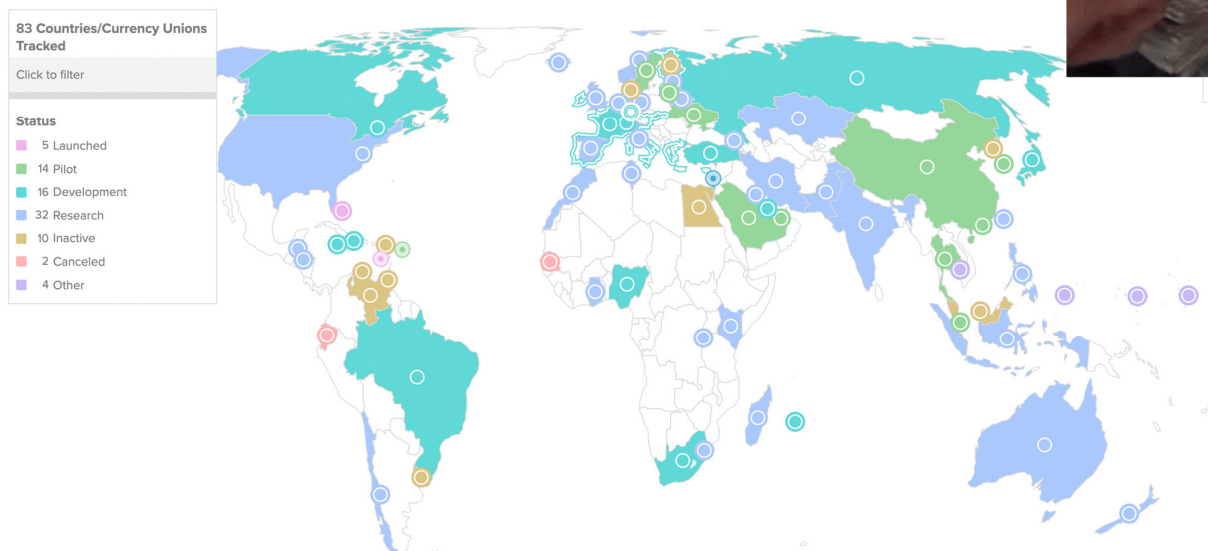 83 Countries/Currency Unions
Tracked
Click to filter
Status
5 Launched
14 Pilot
16 Development
32 Research
10 Inactive
2 Canceled
4 Other